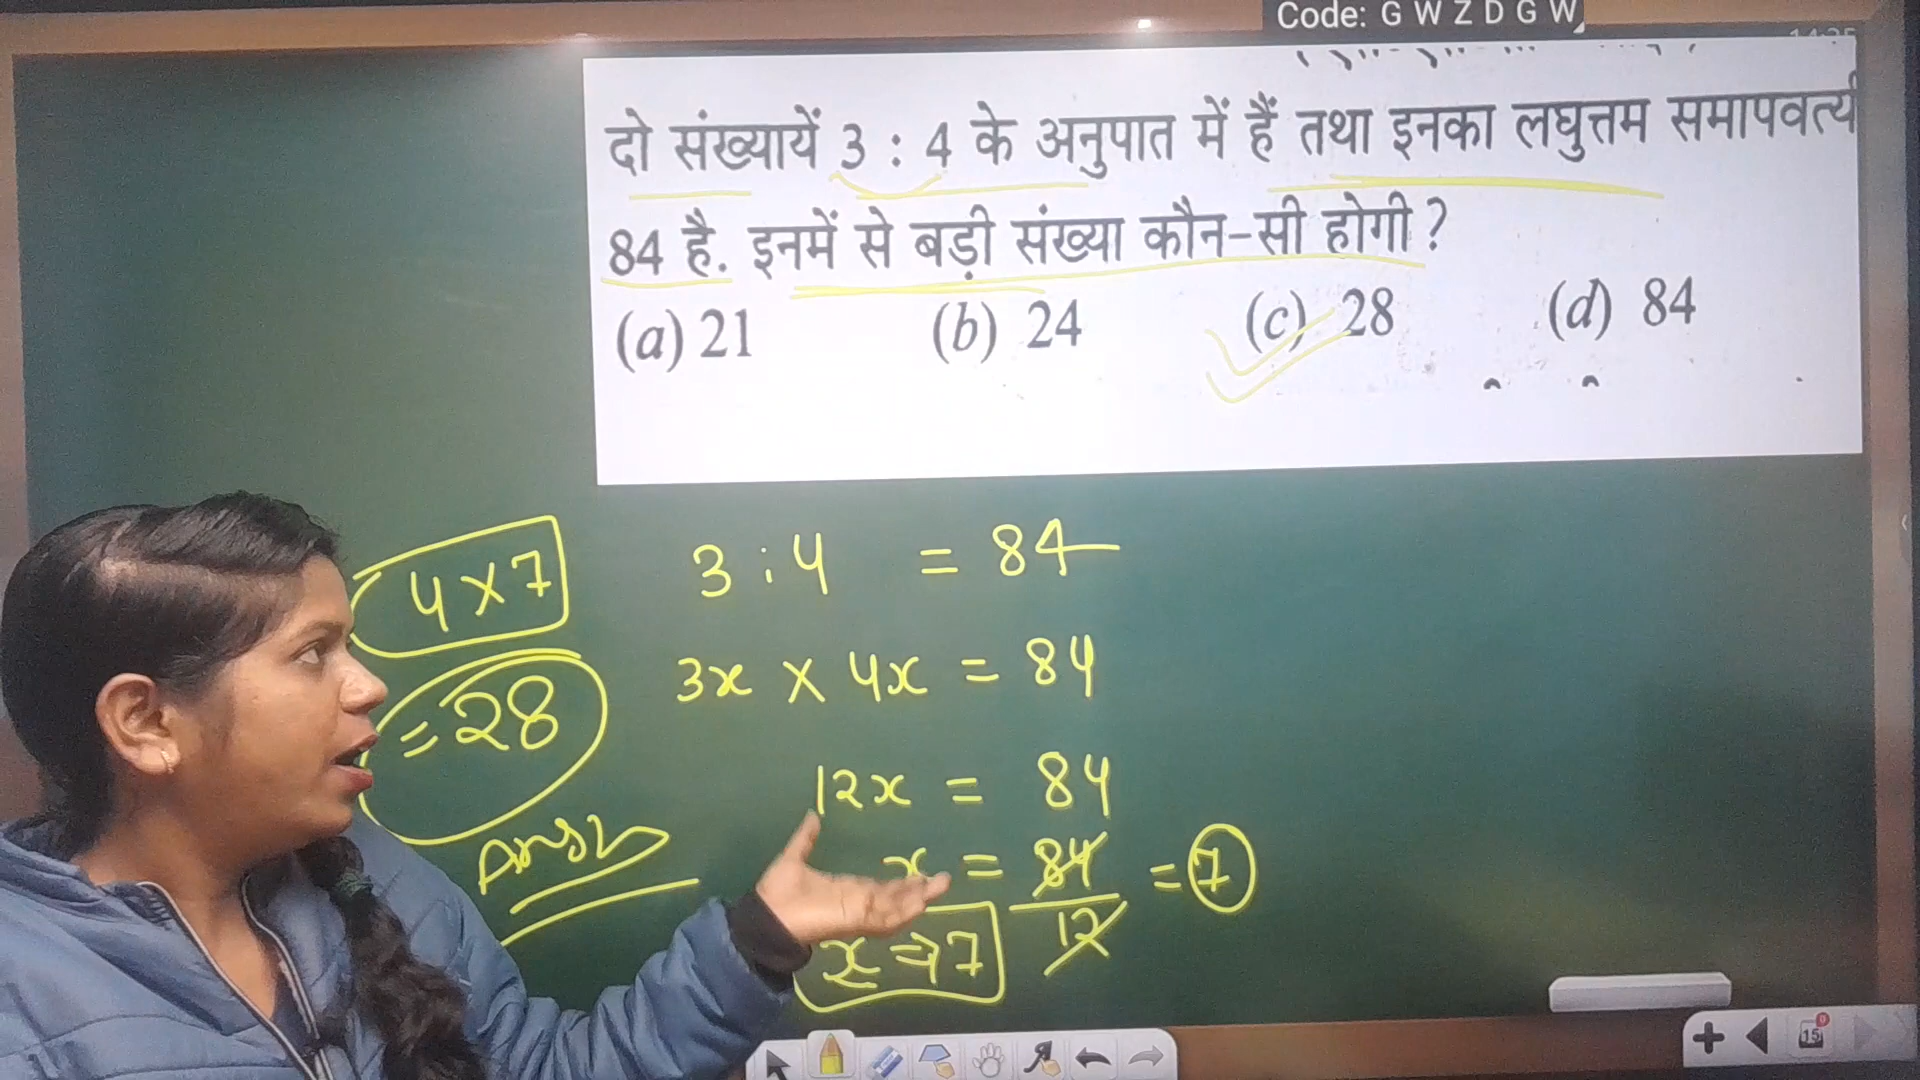 Code: G W Z D G W
दो संख्यायें 3 : 4 के अनुपात में हैं तथा इनका लघुत्तम समापवर्त्य
84 है. इनमें से बड़ी संख्या कौन-सी होगी ?
(a) 21 (b) 24 (c) 28 (d) 84
4 x 7
= 28
Ans
3 : 4 = 84
3x x 4x = 84
12x = 84
x = 84/12 = 7
x => 7
15